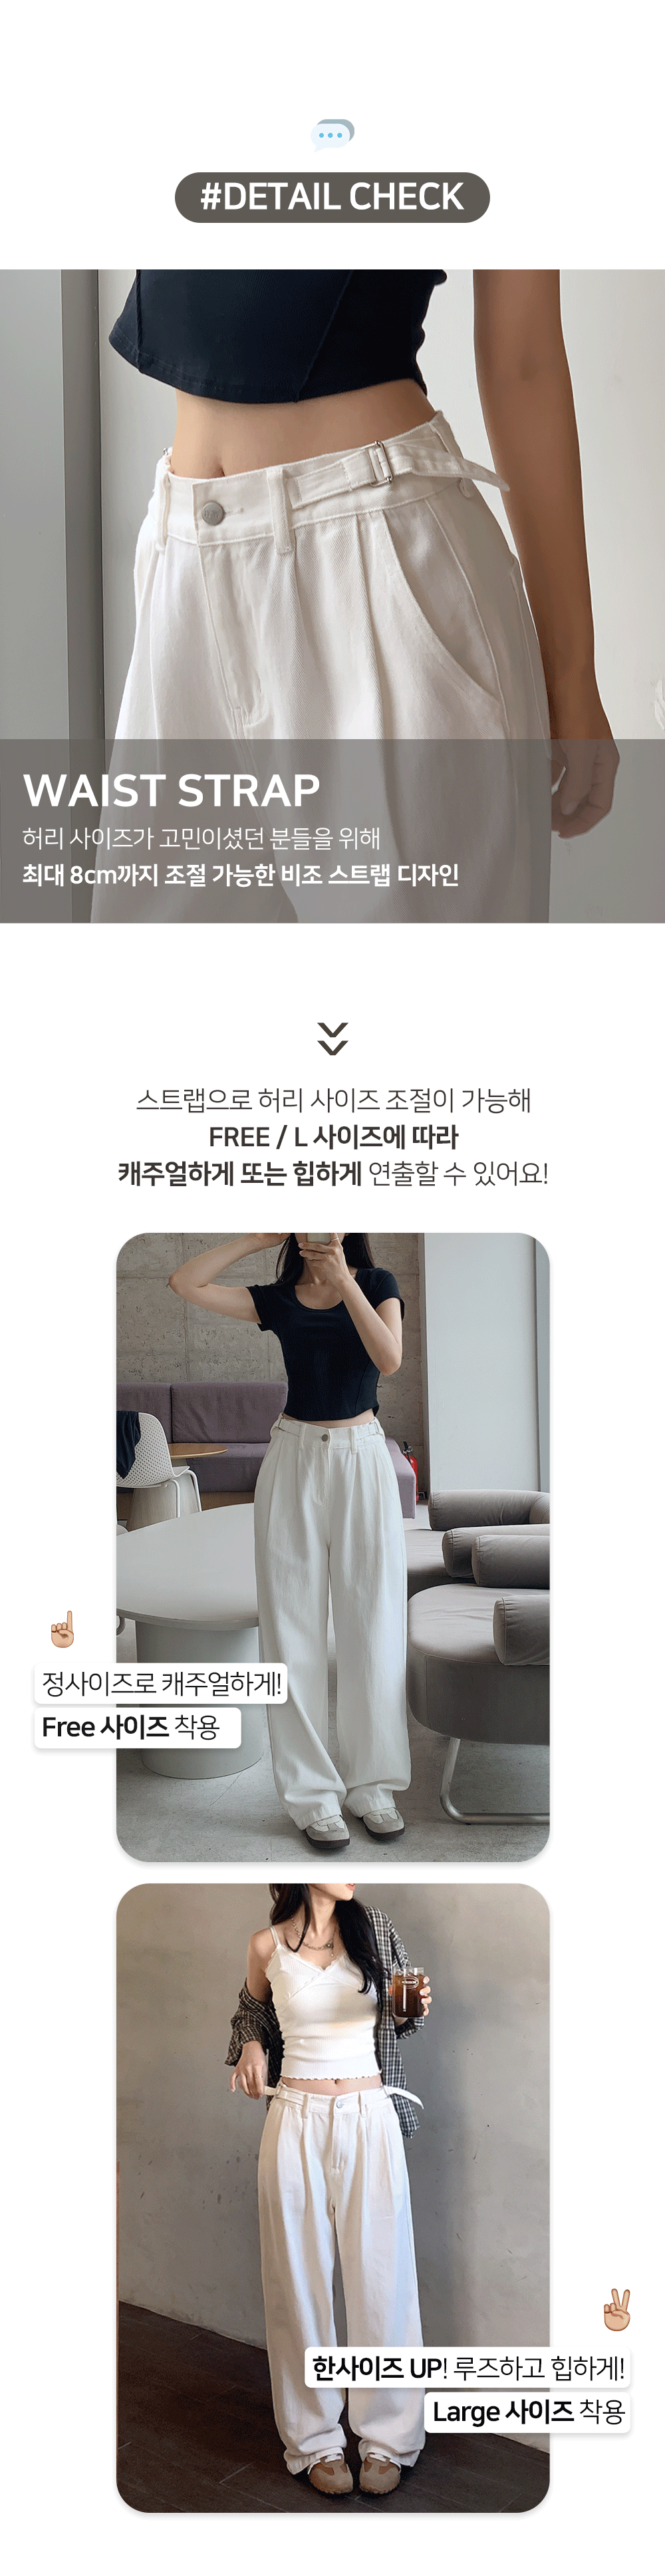 #DETAIL CHECK
WAIST STRAP
허리 사이즈가 고민이셨던 분들을 위해
최대 8cm까지 조절 가능한 비조 스트랩 디자인
스트랩으로 허리 사이즈 조절이 가능해
FREE / L 사이즈에 따라
캐주얼하게 또는 힙하게 연출할 수 있어요!
정사이즈로 캐주얼하게!
Free 사이즈 착용
한사이즈 UP! 루즈하고 힙하게!
Large 사이즈 착용